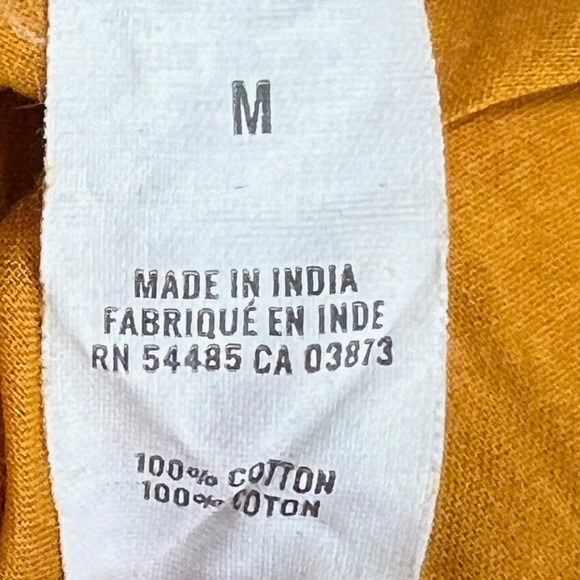 M
MADE IN INDIA
FABRIQUÉ EN INDE
RN 54485 CA 03873
100% COTTON
100% COTON